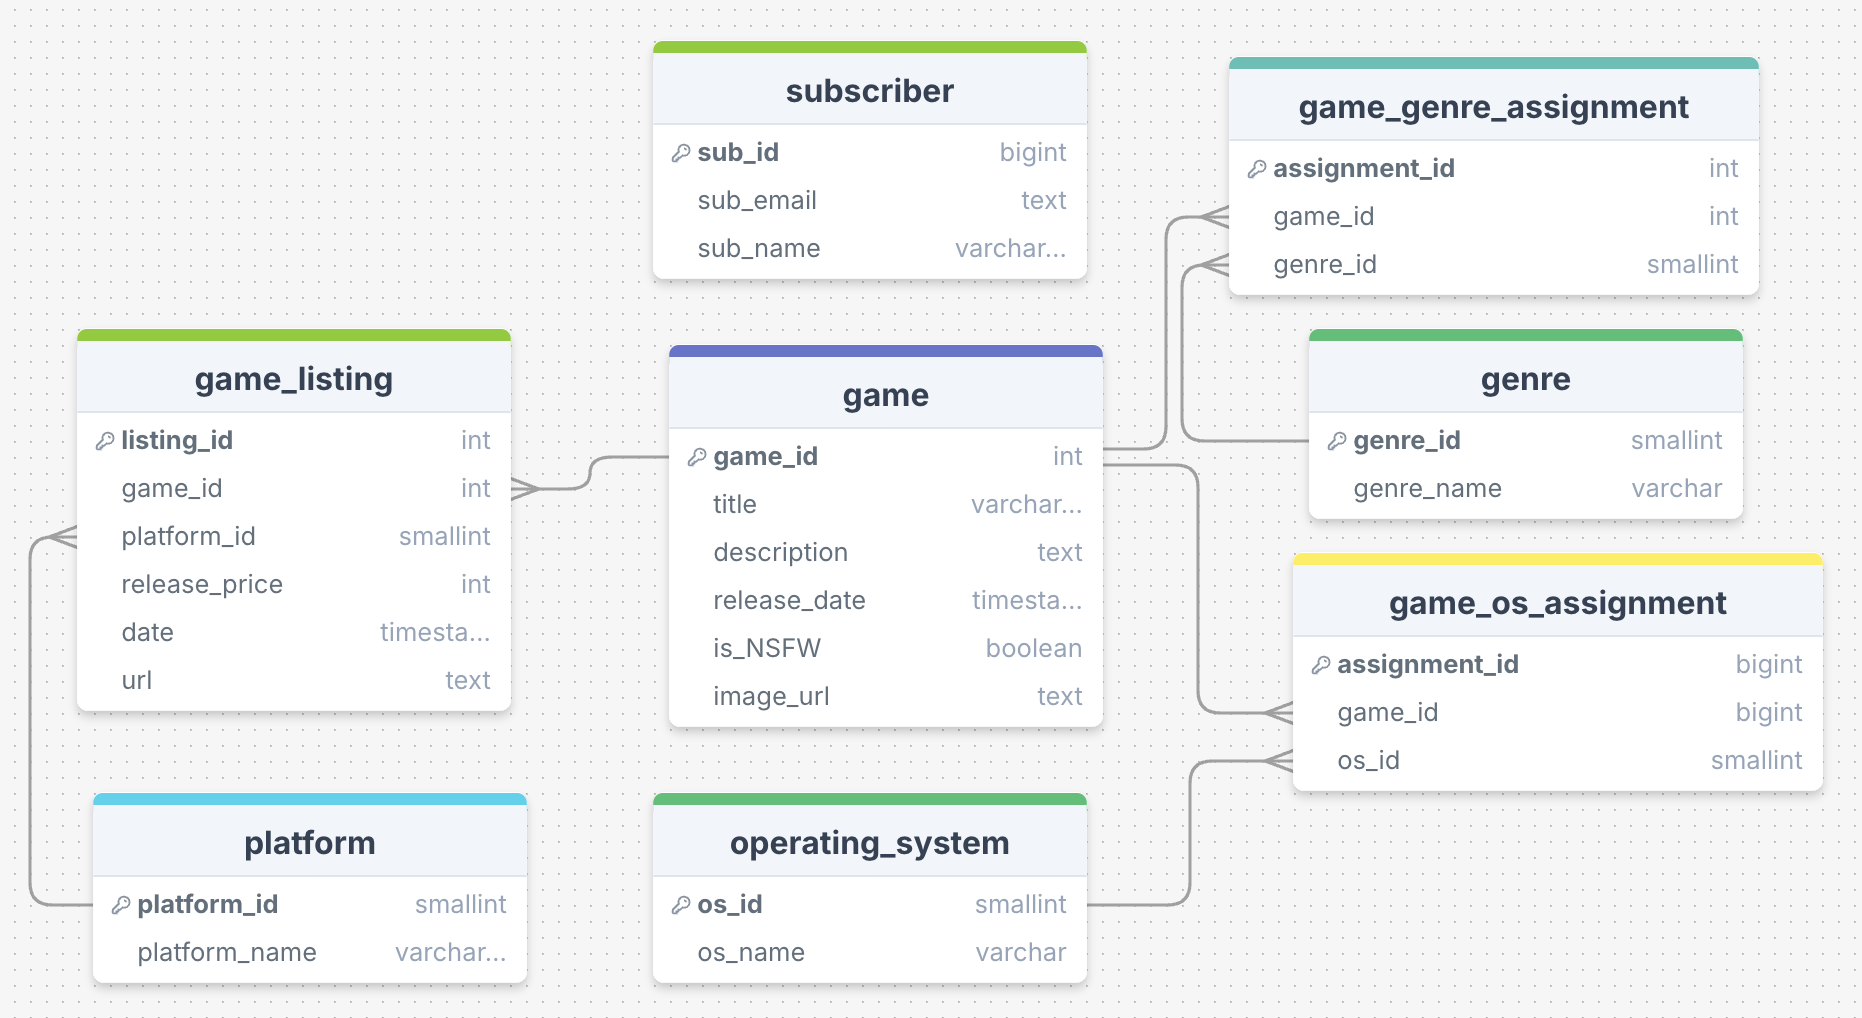 subscriber
sub_id bigint
sub_email text
sub_name varchar...
game_genre_assignment
assignment_id int
game_id int
genre_id smallint
game_listing
listing_id int
game_id int
platform_id smallint
release_price int
date timesta...
url text
game
game_id int
title varchar...
description text
release_date timesta...
is_NSFW boolean
image_url text
genre
genre_id smallint
genre_name varchar
game_os_assignment
assignment_id bigint
game_id bigint
os_id smallint
platform
platform_id smallint
platform_name varchar...
operating_system
os_id smallint
os_name varchar